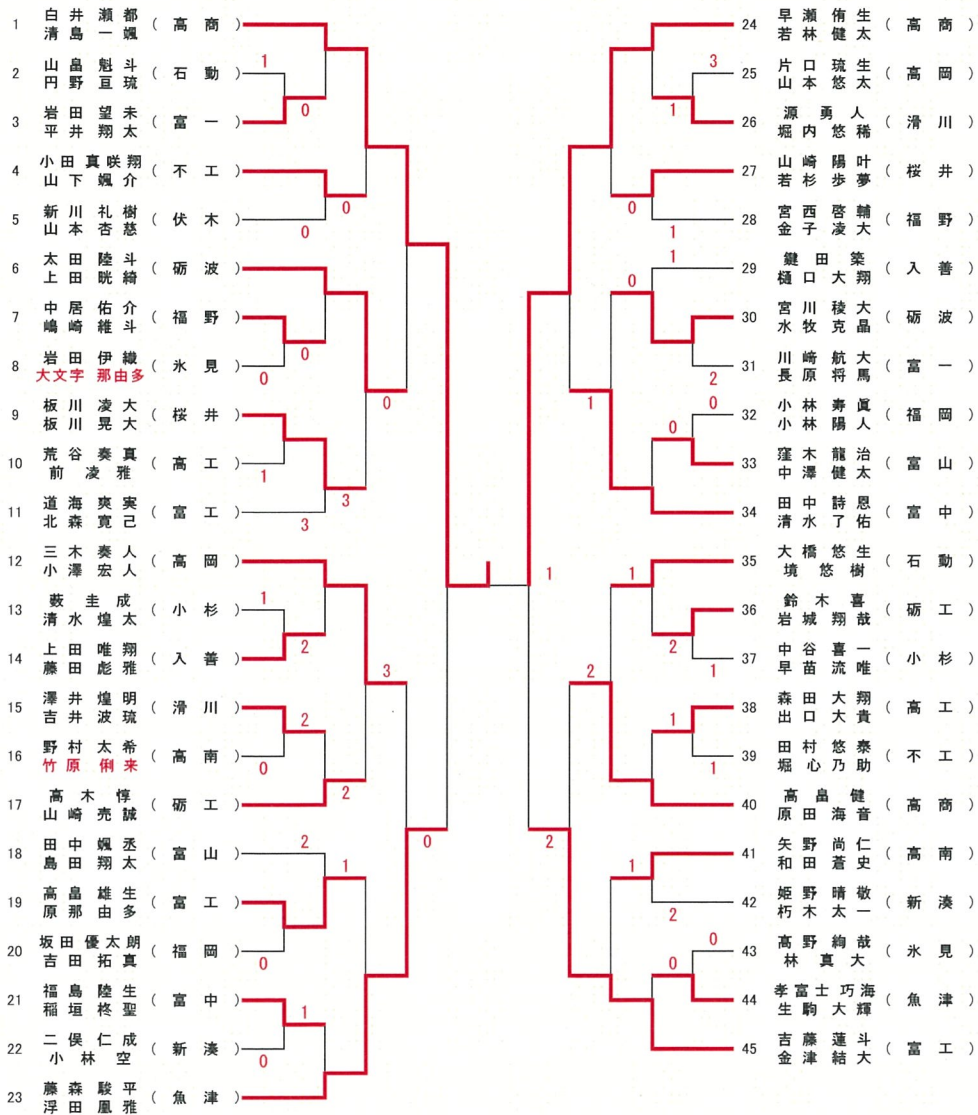 1 白井瀬都 清島一颯 (高商)
2 山畠魁斗 円野亘琉 (石動)
3 岩田望未 平井翔太 (富一)
4 小田真咲翔 山下颯介 (不工)
5 新川礼樹 山本杏慈 (伏木)
6 太田陸斗 上田晄綺 (砺波)
7 中居佑介 嶋崎維斗 (福野)
8 岩田伊織 大文字那由多 (氷見)
9 板川凌大 板川晃大 (桜井)
10 荒谷奏真 前凌雅 (高工)
11 道海爽実 北森寛己 (富工)
12 三木奏人 小澤宏人 (高岡)
13 薮圭成 清水煌太 (小杉)
14 上田唯翔 藤田彪雅 (入善)
15 澤井煌明 吉井波琉 (滑川)
16 野村太希 竹原俐来 (高南)
17 高木惇 山崎売誠 (砺工)
18 田中颯丞 島田翔太 (富山)
19 高畠雄生 原那由多 (富工)
20 坂田優太朗 吉田拓真 (福岡)
21 福島陸生 稲垣柊聖 (富中)
22 二俣仁成 小林空 (新湊)
23 藤森駿平 浮田凰雅 (魚津)
1
0
0
0
0
0
0
1
3
3
1
2
3
2
0
2
2
1
0
1
0
0
1
24 早瀬侑生 若林健太 (高商)
25 片口琉生 山本悠太 (高岡)
26 源勇人 堀内悠稀 (滑川)
27 山崎陽叶 若杉歩夢 (桜井)
28 宮西啓輔 金子凌大 (福野)
29 鍵田築 樋口大翔 (入善)
30 宮川稜大 水牧克晶 (砺波)
31 川崎航大 長原将馬 (富一)
32 小林寿眞 小林陽人 (福岡)
33 窪木龍治 中澤健太 (富山)
34 田中詩恩 清水了佑 (富中)
35 大橋悠生 境悠樹 (石動)
36 鈴木喜 岩城翔哉 (砺工)
37 中谷喜一 早苗流唯 (小杉)
38 森田大翔 出口大貴 (高工)
39 田村悠泰 堀心乃助 (不工)
40 高畠健 原田海音 (高商)
41 矢野尚仁 和田蒼史 (高南)
42 姫野晴敬 朽木太一 (新湊)
43 高野絢哉 林真大 (氷見)
44 孝富士巧海 生駒大輝 (魚津)
45 吉藤蓮斗 金津結大 (富工)
3
1
0
1
1
0
2
1
0
0
1
2
1
2
1
1
2
1
2
0
0